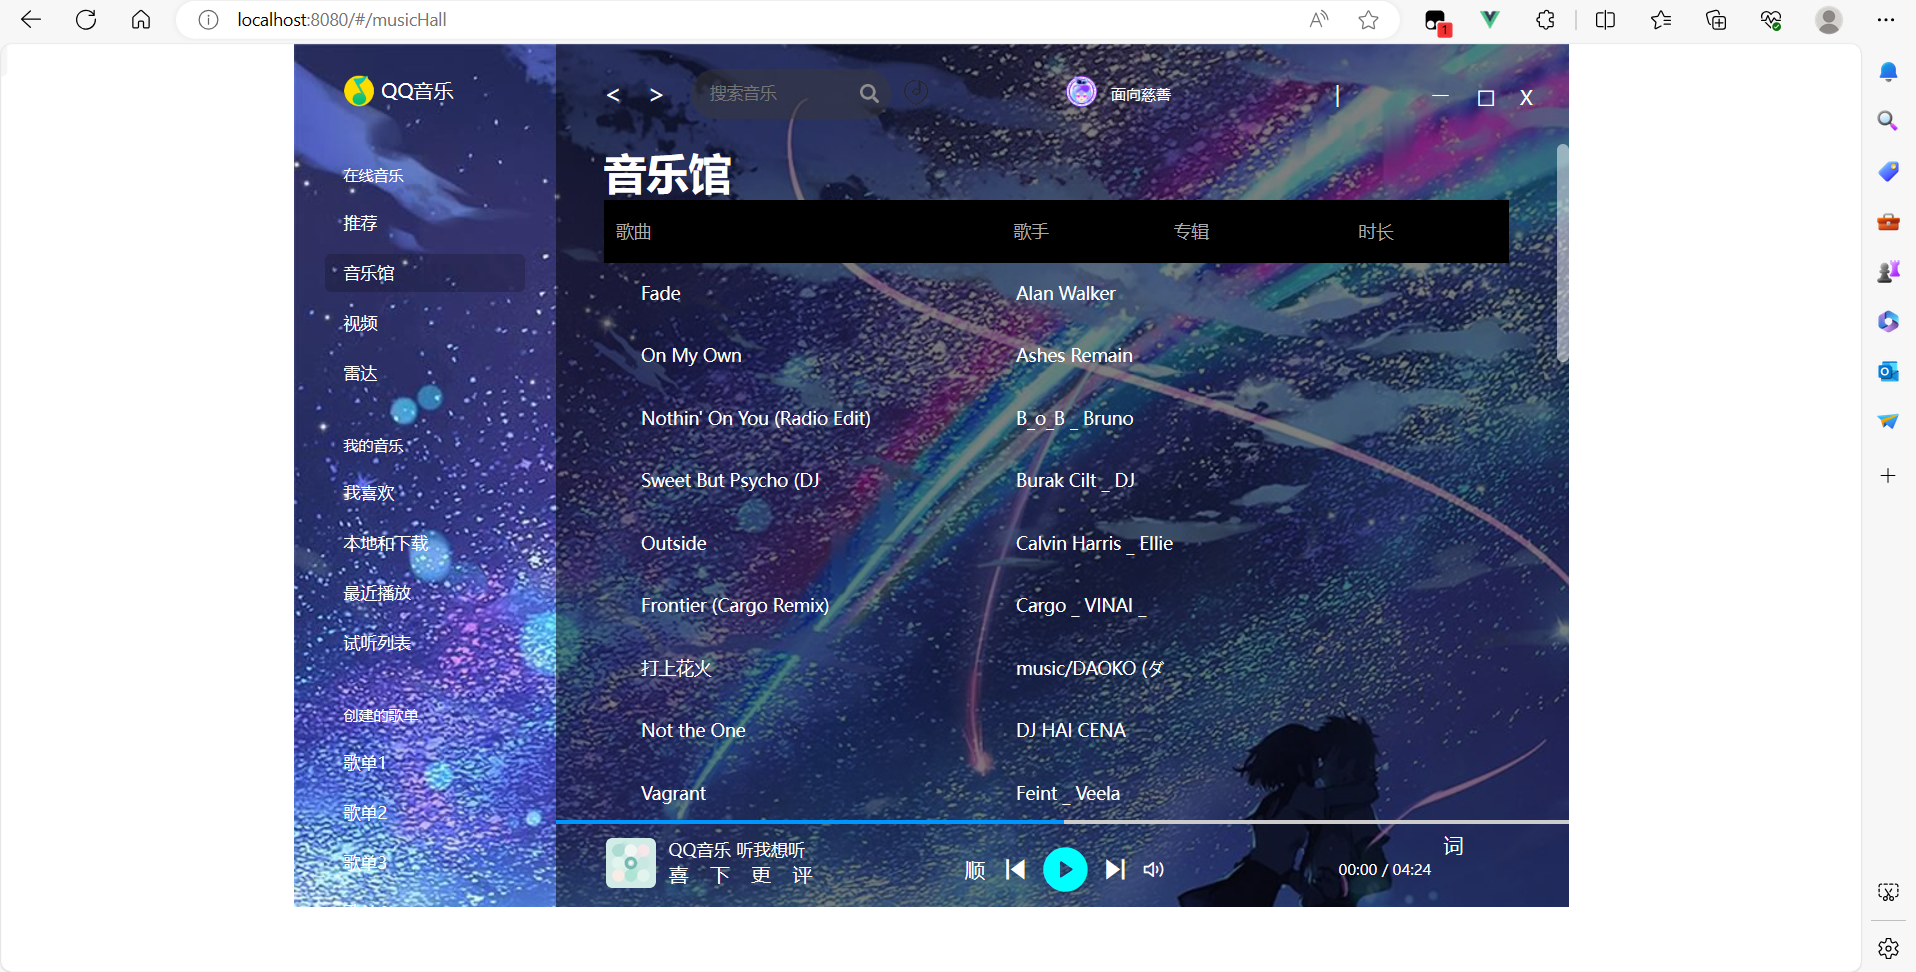 localhost:8080/#/musicHall
1
QQ音乐
< > 搜索音乐 面向慈善 | — □ X
在线音乐
推荐
音乐馆
视频
雷达
我的音乐
我喜欢
本地和下载
最近播放
试听列表
创建的歌单
歌单1
歌单2
歌单3
音乐馆
歌曲 歌手 专辑 时长
Fade Alan Walker
On My Own Ashes Remain
Nothin' On You (Radio Edit) B_o_B _ Bruno
Sweet But Psycho (DJ Burak Cilt _ DJ
Outside Calvin Harris _ Ellie
Frontier (Cargo Remix) Cargo _ VINAI _
打上花火 music/DAOKO (ダ
Not the One DJ HAI CENA
Vagrant Feint _ Veela
QQ音乐 听我想听
喜 下 更 评
顺
00:00 / 04:24
词